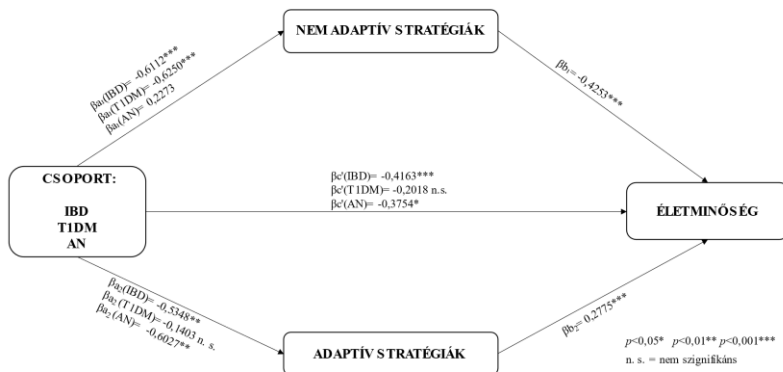 NEM ADAPTÍV STRATÉGIÁK
βa₁(IBD)= -0,6112***
βa₁(T1DM)= -0,6250***
βa₁(AN)= 0,2273
βb₁=-0,4253***
CSOPORT:
IBD
T1DM
AN
βc'(IBD)= -0,4163***
βc'(T1DM)= -0,2018 n.s.
βc'(AN)= -0,3754*
ÉLETMINŐSÉG
βa₂(IBD)= -0,5348**
βa₂ (T1DM)= -0,1403 n. s.
βa₂ (AN)= -0,6027**
βb₂= 0,2775***
ADAPTÍV STRATÉGIÁK
p<0,05* p<0,01** p<0,001***
n. s. = nem szignifikáns